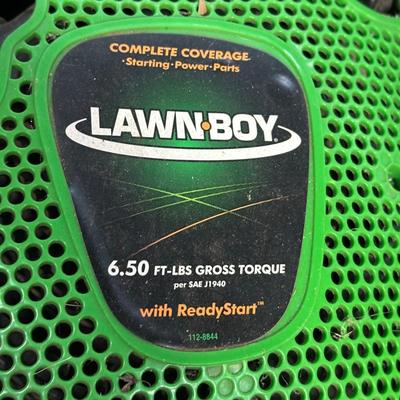 COMPLETE COVERAGE.
·Starting·Power·Parts
LAWN·BOY®
6.50 FT-LBS GROSS TORQUE
per SAE J1940
with ReadyStart™
112-8844